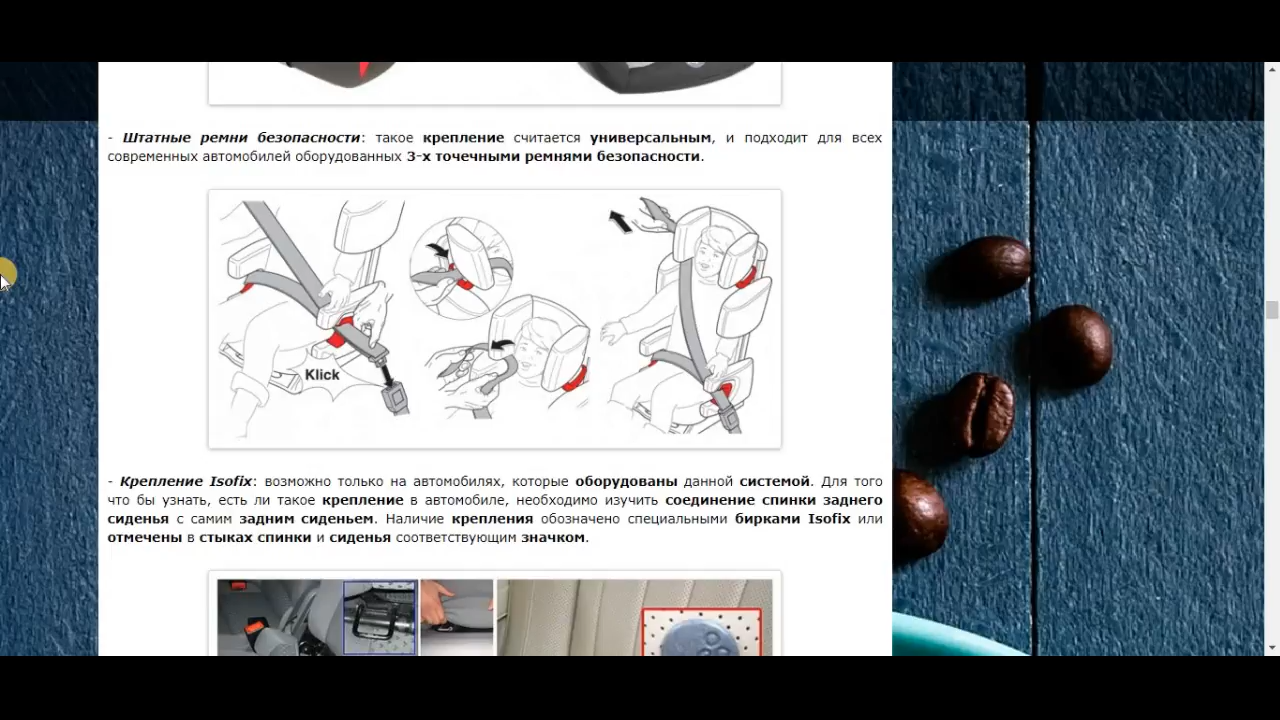 - Штатные ремни безопасности: такое крепление считается универсальным, и подходит для всех
современных автомобилей оборудованных 3-х точечными ремнями безопасности.
Klick
- Крепление Isofix: возможно только на автомобилях, которые оборудованы данной системой. Для того
что бы узнать, есть ли такое крепление в автомобиле, необходимо изучить соединение спинки заднего
сиденья с самим задним сиденьем. Наличие крепления обозначено специальными бирками Isofix или
отмечены в стыках спинки и сиденья соответствующим значком.